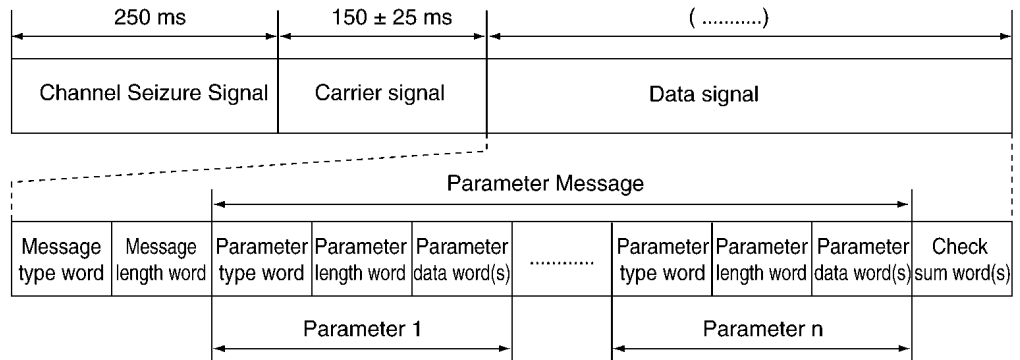 250 ms
150 ± 25 ms
( ...........)
Channel Seizure Signal
Carrier signal
Data signal
Parameter Message
Message
type word
Message
length word
Parameter
type word
Parameter
length word
Parameter
data word(s)
............
Parameter
type word
Parameter
length word
Parameter
data word(s)
Check
sum word(s)
Parameter 1
Parameter n